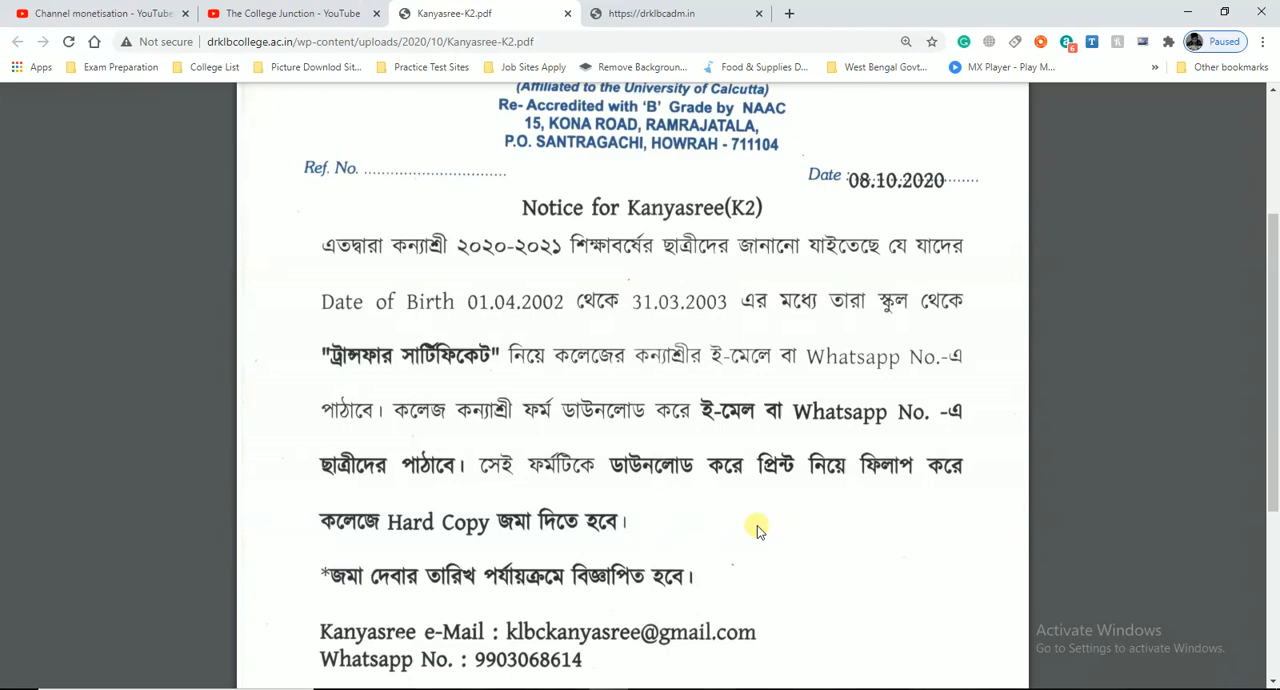 Channel monetisation - YouTube
The College Junction - YouTube
Kanyasree-K2.pdf
https://drklbcadm.in
Not secure
drklbcollege.ac.in/wp-content/uploads/2020/10/Kanyasree-K2.pdf
6
Paused
Apps
Exam Preparation
College List
Picture Downlod Sit...
Practice Test Sites
Job Sites Apply
Remove Backgroun...
Food & Supplies D...
West Bengal Govt...
MX Player - Play M...
»
Other bookmarks
(Affiliated to the University of Calcutta)
Re- Accredited with 'B' Grade by NAAC
15, KONA ROAD, RAMRAJATALA,
P.O. SANTRAGACHI, HOWRAH - 711104
Ref. No. ................................
Date : 08.10.2020
Notice for Kanyasree(K2)
এতদ্বারা কন্যাশ্রী ২০২০-২০২১ শিক্ষাবর্ষের ছাত্রীদের জানানো যাইতেছে যে যাদের
Date of Birth 01.04.2002 থেকে 31.03.2003 এর মধ্যে তারা স্কুল থেকে
"ট্রান্সফার সার্টিফিকেট" নিয়ে কলেজের কন্যাশ্রীর ই-মেলে বা Whatsapp No.-এ
পাঠাবে। কলেজ কন্যাশ্রী ফর্ম ডাউনলোড করে ই-মেল বা Whatsapp No. -এ
ছাত্রীদের পাঠাবে। সেই ফর্মটিকে ডাউনলোড করে প্রিন্ট নিয়ে ফিলাপ করে
কলেজে Hard Copy জমা দিতে হবে।
*জমা দেবার তারিখ পর্যায়ক্রমে বিজ্ঞাপিত হবে।
Kanyasree e-Mail : klbckanyasree@gmail.com
Whatsapp No. : 9903068614
Activate Windows
Go to Settings to activate Windows.